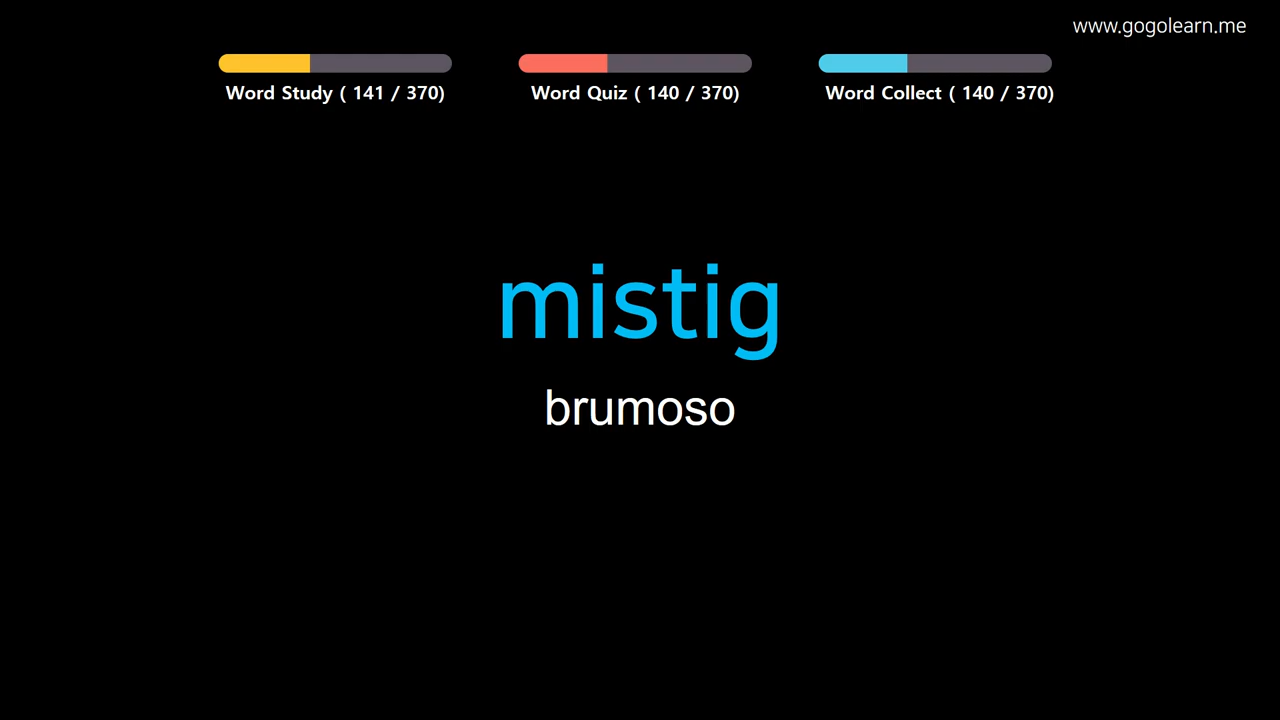 www.gogolearn.me
Word Study ( 141 / 370)
Word Quiz ( 140 / 370)
Word Collect ( 140 / 370)
mistig
brumoso